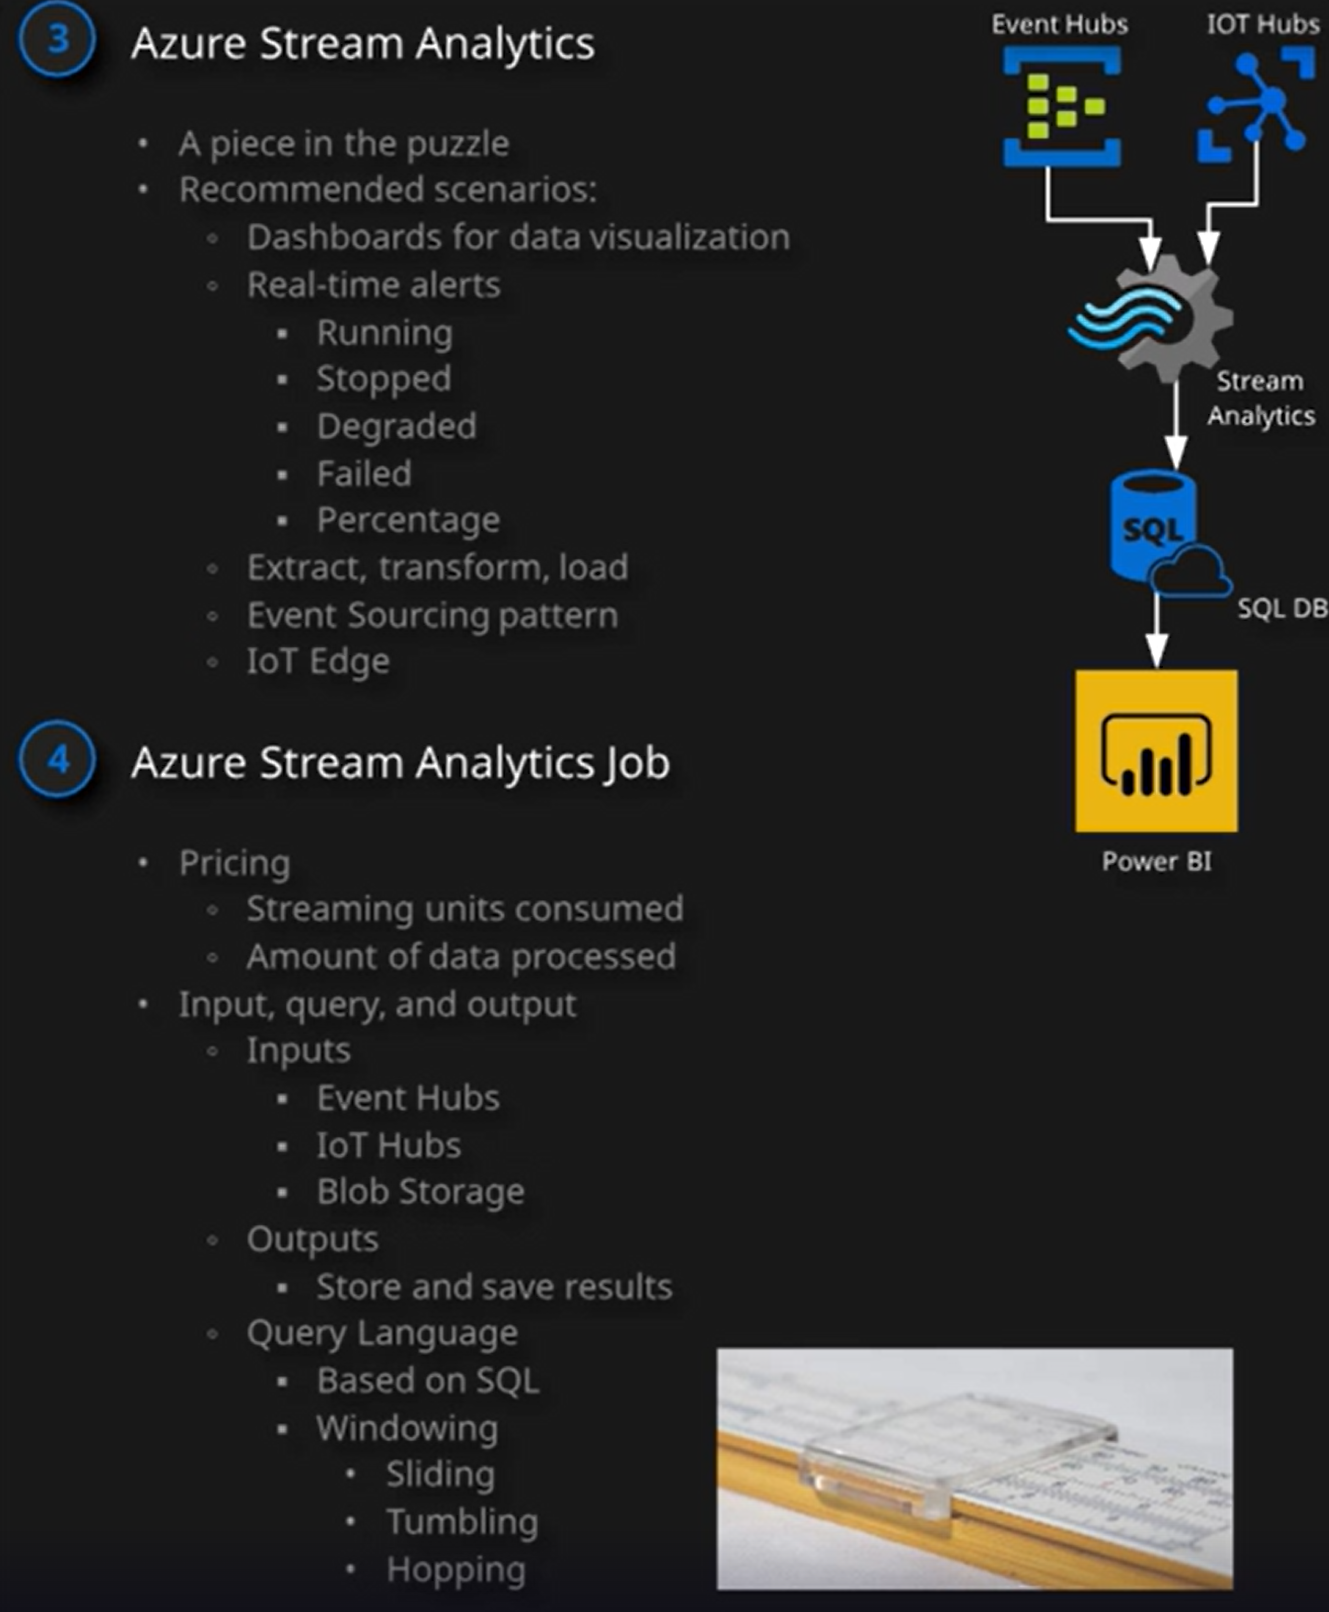 3
Azure Stream Analytics
• A piece in the puzzle
• Recommended scenarios:
◦ Dashboards for data visualization
◦ Real-time alerts
▪ Running
▪ Stopped
▪ Degraded
▪ Failed
▪ Percentage
◦ Extract, transform, load
◦ Event Sourcing pattern
◦ IoT Edge
Event Hubs
IOT Hubs
Stream
Analytics
SQL
SQL DB
Power BI
4
Azure Stream Analytics Job
• Pricing
◦ Streaming units consumed
◦ Amount of data processed
• Input, query, and output
◦ Inputs
▪ Event Hubs
▪ IoT Hubs
▪ Blob Storage
◦ Outputs
▪ Store and save results
◦ Query Language
▪ Based on SQL
▪ Windowing
• Sliding
• Tumbling
• Hopping